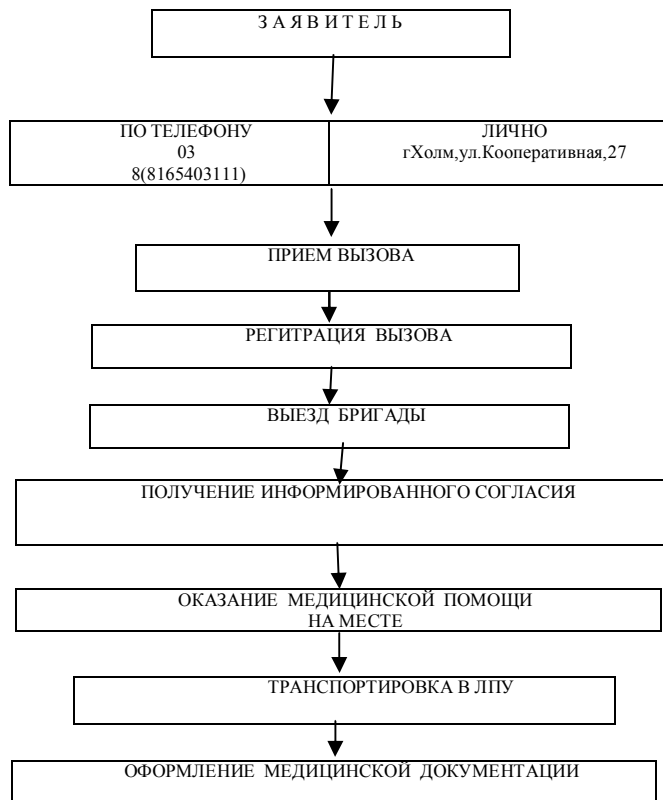 З А Я В И Т Е Л Ь
ПО ТЕЛЕФОНУ
03
8(8165403111)
ЛИЧНО
гХолм,ул.Кооперативная,27
ПРИЕМ ВЫЗОВА
РЕГИТРАЦИЯ ВЫЗОВА
ВЫЕЗД БРИГАДЫ
ПОЛУЧЕНИЕ ИНФОРМИРОВАННОГО СОГЛАСИЯ
ОКАЗАНИЕ МЕДИЦИНСКОЙ ПОМОЩИ
НА МЕСТЕ
ТРАНСПОРТИРОВКА В ЛПУ
ОФОРМЛЕНИЕ МЕДИЦИНСКОЙ ДОКУМЕНТАЦИИ